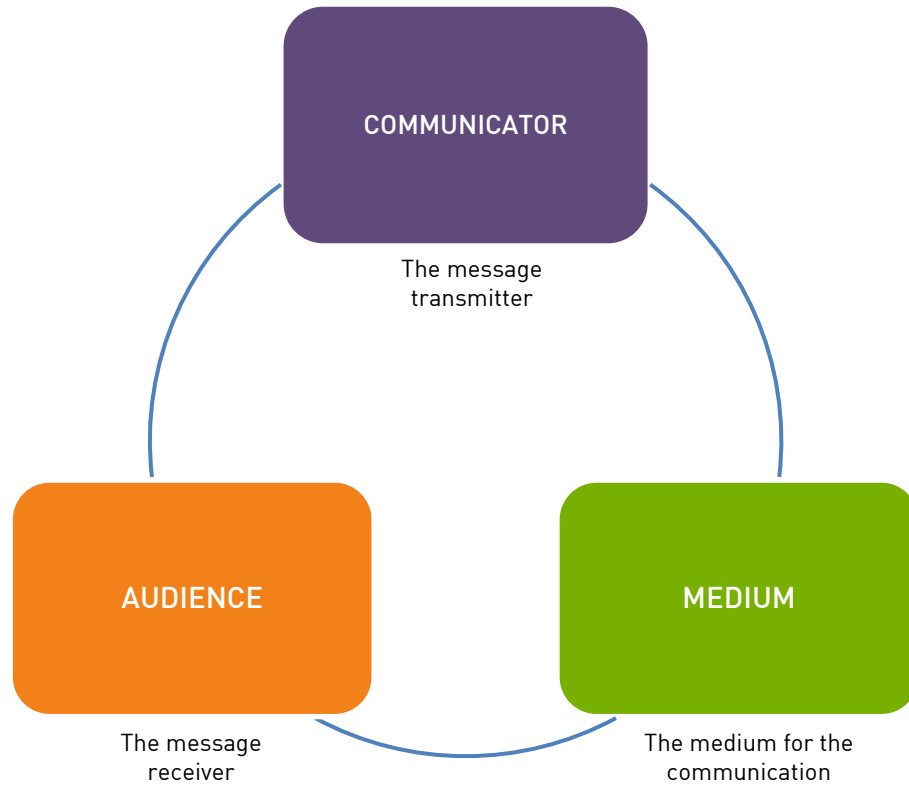 COMMUNICATOR
The message
transmitter
AUDIENCE
MEDIUM
The message
receiver
The medium for the
communication